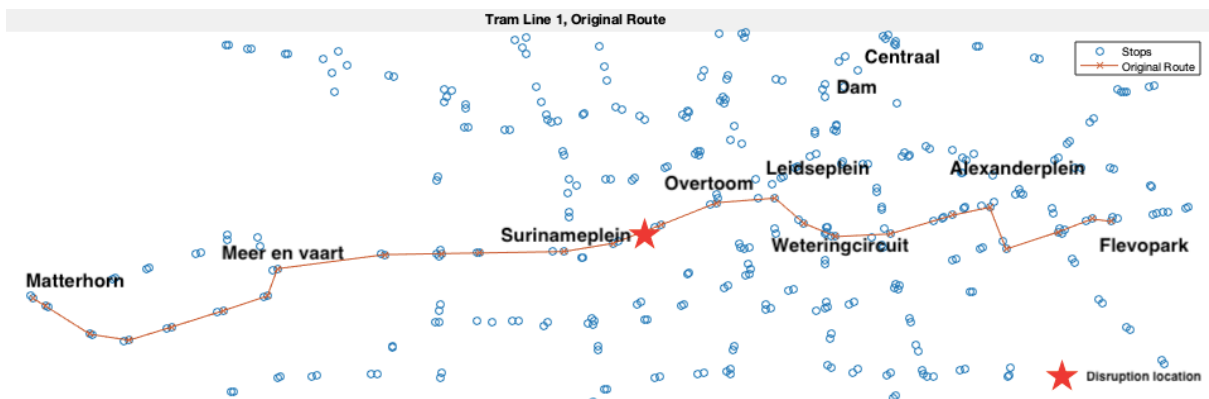 Tram Line 1, Original Route
Stops
Original Route
Centraal
Dam
Leidseplein
Alexanderplein
Overtoom
Surinameplein
Weteringcircuit
Flevopark
Meer en vaart
Matterhorn
Disruption location